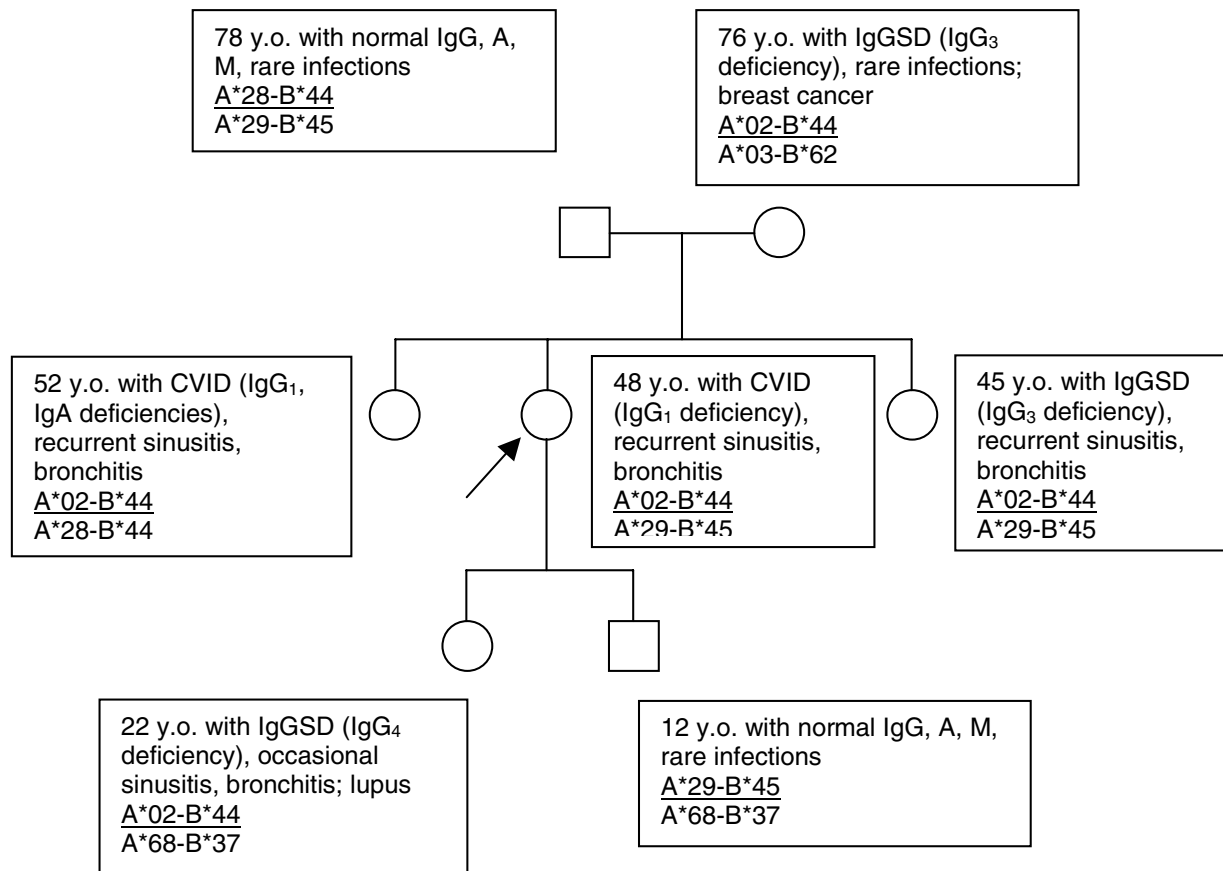 78 y.o. with normal IgG, A,
M, rare infections
A*28-B*44
A*29-B*45
76 y.o. with IgGSD (IgG₃
deficiency), rare infections;
breast cancer
A*02-B*44
A*03-B*62
52 y.o. with CVID (IgG₁,
IgA deficiencies),
recurrent sinusitis,
bronchitis
A*02-B*44
A*28-B*44
48 y.o. with CVID
(IgG₁ deficiency),
recurrent sinusitis,
bronchitis
A*02-B*44
A*29-B*45
45 y.o. with IgGSD
(IgG₃ deficiency),
recurrent sinusitis,
bronchitis
A*02-B*44
A*29-B*45
22 y.o. with IgGSD (IgG₄
deficiency), occasional
sinusitis, bronchitis; lupus
A*02-B*44
A*68-B*37
12 y.o. with normal IgG, A, M,
rare infections
A*29-B*45
A*68-B*37